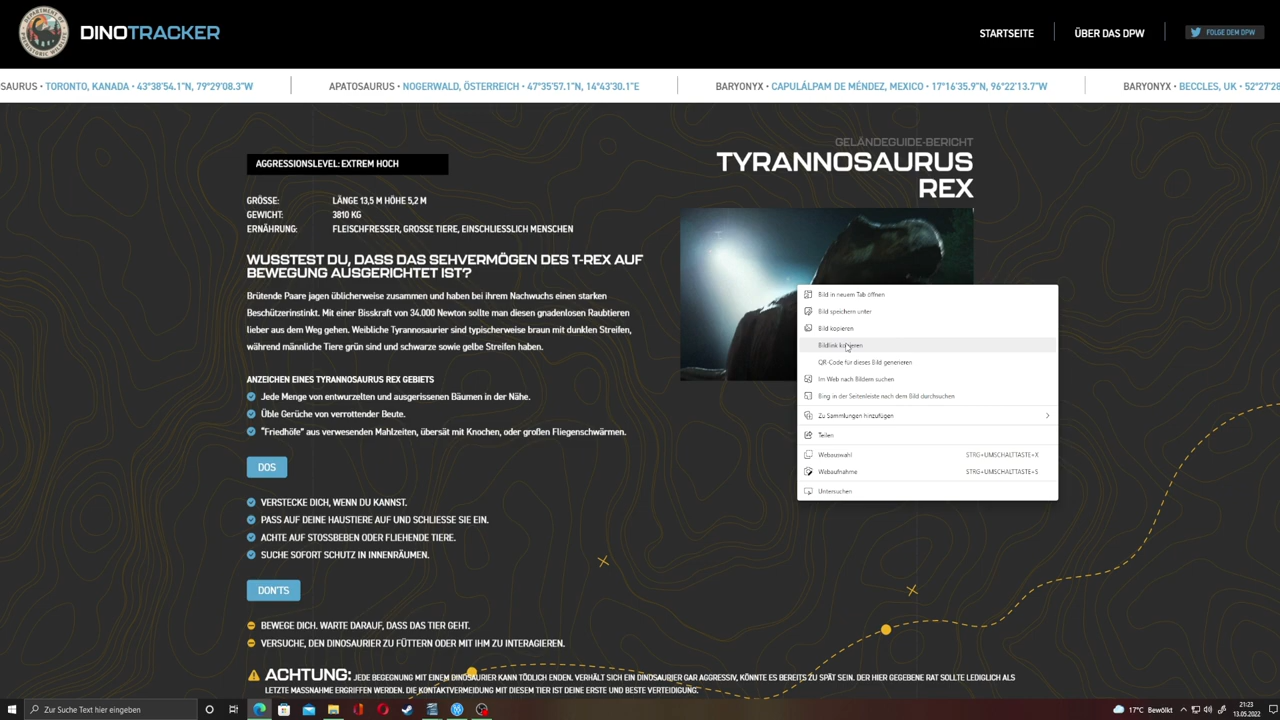 DINOTRACKER
STARTSEITE
ÜBER DAS DPW
FOLGE DEM DPW
SAURUS • TORONTO, KANADA • 43°38'54.1"N, 79°29'08.3"W
APATOSAURUS • NOGERWALD, ÖSTERREICH • 47°35'57.1"N, 14°43'30.1"E
BARYONYX • CAPULÁLPAM DE MÉNDEZ, MEXICO • 17°16'35.9"N, 96°22'13.7"W
BARYONYX • BECCLES, UK • 52°27'28
GELÄNDEGUIDE-BERICHT
TYRANNOSAURUS
REX
AGGRESSIONSLEVEL: EXTREM HOCH
GRÖSSE: LÄNGE 13,5 M HÖHE 5,2 M
GEWICHT: 3810 KG
ERNÄHRUNG: FLEISCHFRESSER, GROSSE TIERE, EINSCHLIESSLICH MENSCHEN
WUSSTEST DU, DASS DAS SEHVERMÖGEN DES T-REX AUF
BEWEGUNG AUSGERICHTET IST?
Brütende Paare jagen üblicherweise zusammen und haben bei ihrem Nachwuchs einen starken
Beschützerinstinkt. Mit einer Bisskraft von 34.000 Newton sollte man diesen gnadenlosen Raubtieren
lieber aus dem Weg gehen. Weibliche Tyrannosaurier sind typischerweise braun mit dunklen Streifen,
während männliche Tiere grün sind und schwarze sowie gelbe Streifen haben.
ANZEICHEN EINES TYRANNOSAURUS REX GEBIETS
Jede Menge von entwurzelten und ausgerissenen Bäumen in der Nähe.
Üble Gerüche von verrottender Beute.
"Friedhöfe" aus verwesenden Mahlzeiten, übersät mit Knochen, oder großen Fliegenschwärmen.
DOS
VERSTECKE DICH, WENN DU KANNST.
PASS AUF DEINE HAUSTIERE AUF UND SCHLIESSE SIE EIN.
ACHTE AUF STOSSBEBEN ODER FLIEHENDE TIERE.
SUCHE SOFORT SCHUTZ IN INNENRÄUMEN.
DON'TS
BEWEGE DICH. WARTE DARAUF, DASS DAS TIER GEHT.
VERSUCHE, DEN DINOSAURIER ZU FÜTTERN ODER MIT IHM ZU INTERAGIEREN.
ACHTUNG: JEDE BEGEGNUNG MIT EINEM DINOSAURIER KANN TÖDLICH ENDEN. VERHÄLT SICH EIN DINOSAURIER GAR AGGRESSIV, KÖNNTE ES BEREITS ZU SPÄT SEIN. DER HIER GEGEBENE RAT SOLLTE LEDIGLICH ALS
LETZTE MASSNAHME ERGRIFFEN WERDEN. DIE KONTAKTVERMEIDUNG MIT DIESEM TIER IST DEINE ERSTE UND BESTE VERTEIDIGUNG.
Bild in neuem Tab öffnen
Bild speichern unter
Bild kopieren
Bildlink kopieren
QR-Code für dieses Bild generieren
Im Web nach Bildern suchen
Bing in der Seitenleiste nach dem Bild durchsuchen
Zu Sammlungen hinzufügen
Teilen
Webauswahl STRG+UMSCHALTTASTE+X
Webaufnahme STRG+UMSCHALTTASTE+S
Untersuchen
Zur Suche Text hier eingeben
17°C Bewölkt
21:23
13.05.2022